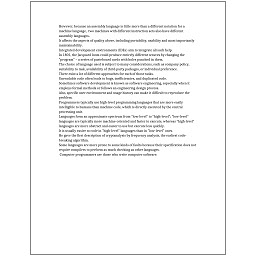 However, because an assembly language is little more than a different notation for a
machine language, two machines with different instruction sets also have different
assembly languages.
It affects the aspects of quality above, including portability, usability and most importantly
maintainability.
Integrated development environments (IDEs) aim to integrate all such help.
In 1801, the Jacquard loom could produce entirely different weaves by changing the
"program" – a series of pasteboard cards with holes punched in them.
The choice of language used is subject to many considerations, such as company policy,
suitability to task, availability of third-party packages, or individual preference.
There exist a lot of different approaches for each of those tasks.
Unreadable code often leads to bugs, inefficiencies, and duplicated code.
Sometimes software development is known as software engineering, especially when it
employs formal methods or follows an engineering design process.
Also, specific user environment and usage history can make it difficult to reproduce the
problem.
Programmers typically use high-level programming languages that are more easily
intelligible to humans than machine code, which is directly executed by the central
processing unit.
Languages form an approximate spectrum from "low-level" to "high-level"; "low-level"
languages are typically more machine-oriented and faster to execute, whereas "high-level"
languages are more abstract and easier to use but execute less quickly.
It is usually easier to code in "high-level" languages than in "low-level" ones.
He gave the first description of cryptanalysis by frequency analysis, the earliest
code-breaking algorithm.
Some languages are more prone to some kinds of faults because their specification does not
require compilers to perform as much checking as other languages.
Computer programmers are those who write computer software.